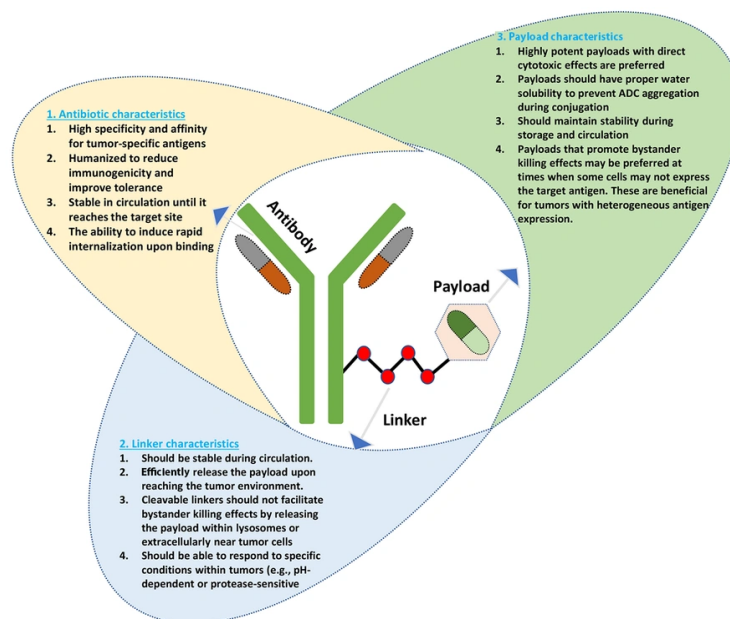 1. Antibiotic characteristics
1. High specificity and affinity
for tumor-specific antigens
2. Humanized to reduce
immunogenicity and
improve tolerance
3. Stable in circulation until it
reaches the target site
4. The ability to induce rapid
internalization upon binding
3. Payload characteristics
1. Highly potent payloads with direct
cytotoxic effects are preferred
2. Payloads should have proper water
solubility to prevent ADC aggregation
during conjugation
3. Should maintain stability during
storage and circulation
4. Payloads that promote bystander
killing effects may be preferred at
times when some cells may not express
the target antigen. These are beneficial
for tumors with heterogeneous antigen
expression.
Antibody
Payload
Linker
2. Linker characteristics
1. Should be stable during circulation.
2. Efficiently release the payload upon
reaching the tumor environment.
3. Cleavable linkers should not facilitate
bystander killing effects by releasing
the payload within lysosomes or
extracellularly near tumor cells
4. Should be able to respond to specific
conditions within tumors (e.g., pH-
dependent or protease-sensitive